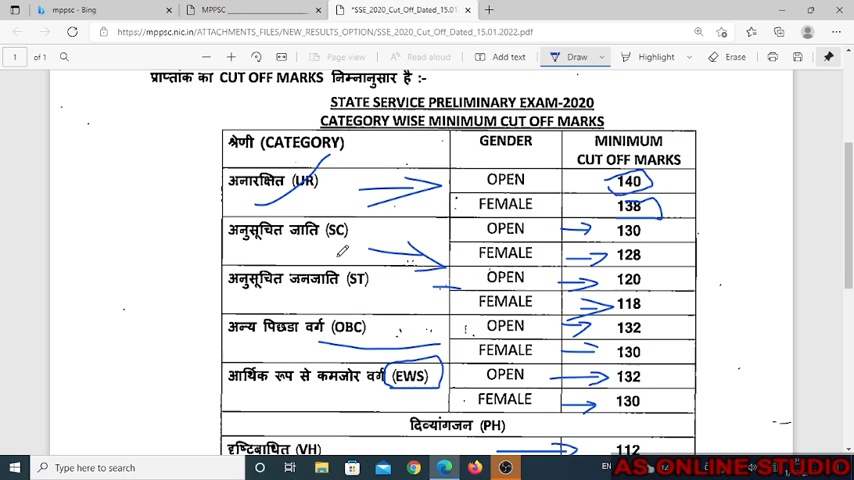 mppsc - Bing
MPPSC
*SSE_2020_Cut_Off_Dated_15.01.
https://mppsc.nic.in/ATTACHMENTS_FILES/NEW_RESULTS_OPTION/SSE_2020_Cut_Off_Dated_15.01.2022.pdf
1 of 1
Page view
Read aloud
Add text
Draw
Highlight
Erase
प्राप्तांक का CUT OFF MARKS निम्नानुसार है :-
STATE SERVICE PRELIMINARY EXAM-2020
CATEGORY WISE MINIMUM CUT OFF MARKS
श्रेणी (CATEGORY) GENDER MINIMUM CUT OFF MARKS
अनारक्षित (UR) OPEN 140
FEMALE 138
अनुसूचित जाति (SC) OPEN 130
FEMALE 128
अनुसूचित जनजाति (ST) OPEN 120
FEMALE 118
अन्य पिछडा वर्ग (OBC) OPEN 132
FEMALE 130
आर्थिक रूप से कमजोर वर्ग (EWS) OPEN 132
FEMALE 130
दिव्यांगजन (PH)
दृष्टिबाधित (VH) 112
Type here to search
EN
AS ONLINE STUDIO